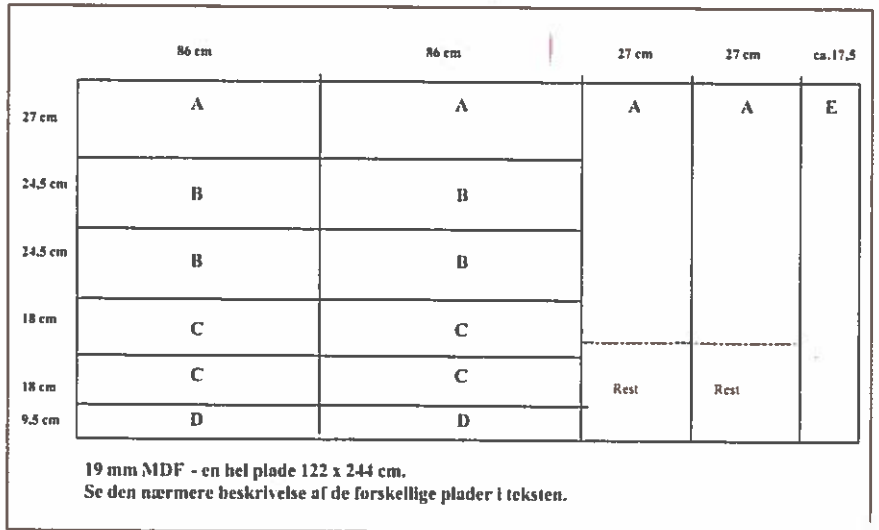 86 cm 86 cm 27 cm 27 cm ca.17,5
27 cm A A A A E
24,5 cm B B
24,5 cm B B
18 cm C C
18 cm C C Rest Rest
9,5 cm D D
19 mm MDF - en hel plade 122 x 244 cm.
Se den nærmere beskrivelse af de forskellige plader i teksten.